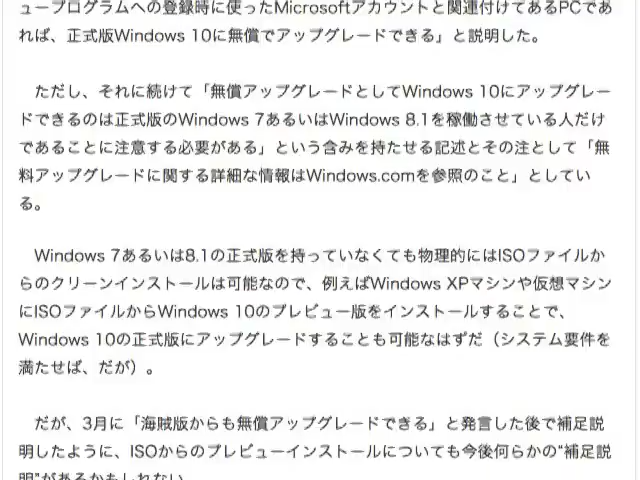 ュープログラムへの登録時に使ったMicrosoftアカウントと関連付けてあるPCであ
れば、正式版Windows 10に無償でアップグレードできる」と説明した。
ただし、それに続けて「無償アップグレードとしてWindows 10にアップグレー
ドできるのは正式版のWindows 7あるいはWindows 8.1を稼働させている人だけ
であることに注意する必要がある」という含みを持たせる記述とその注として「無
料アップグレードに関する詳細な情報はWindows.comを参照のこと」としてい
る。
Windows 7あるいは8.1の正式版を持っていなくても物理的にはISOファイルか
らのクリーンインストールは可能なので、例えばWindows XPマシンや仮想マシン
にISOファイルからWindows 10のプレビュー版をインストールすることで、
Windows 10の正式版にアップグレードすることも可能なはずだ（システム要件を
満たせば、だが）。
だが、3月に「海賊版からも無償アップグレードできる」と発言した後で補足説
明したように、ISOからのプレビューインストールについても今後何らかの“補足説
明”があるかもしれない